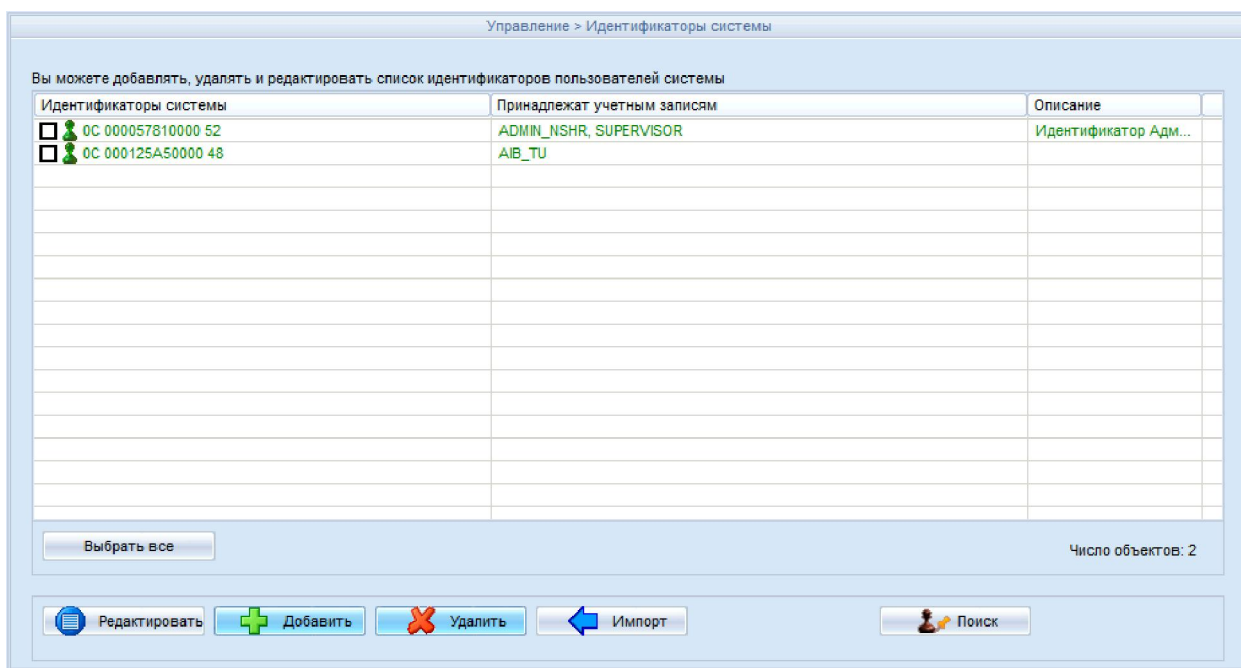 Управление > Идентификаторы системы
Вы можете добавлять, удалять и редактировать список идентификаторов пользователей системы
Идентификаторы системы Принадлежат учетным записям Описание
0C 000057810000 52 ADMIN_NSHR, SUPERVISOR Идентификатор Адм...
0C 000125A50000 48 AIB_TU
Выбрать все Число объектов: 2
Редактировать Добавить Удалить Импорт Поиск